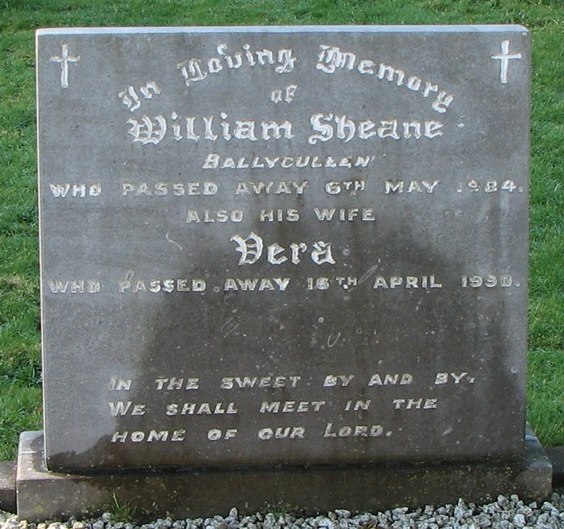 In Loving Memory
OF
William Sheane
BALLYCULLEN
WHO PASSED AWAY 6TH MAY 1984.
ALSO HIS WIFE
Vera
WHO PASSED AWAY 16TH APRIL 1990.
IN THE SWEET BY AND BY,
WE SHALL MEET IN THE
HOME OF OUR LORD.